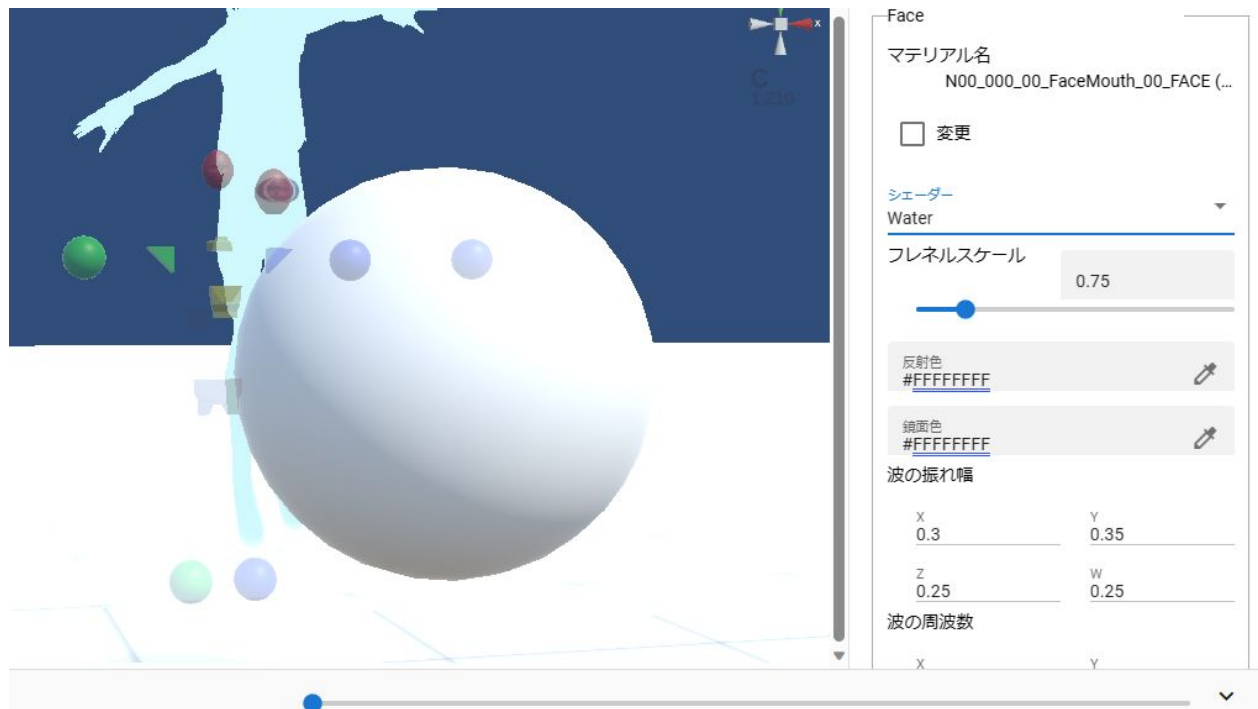 x
C
1.210
Face
マテリアル名
N00_000_00_FaceMouth_00_FACE (...
変更
シェーダー
Water
フレネルスケール
0.75
反射色
#FFFFFFFF
鏡面色
#FFFFFFFF
波の振れ幅
X Y
0.3 0.35
Z W
0.25 0.25
波の周波数
X Y